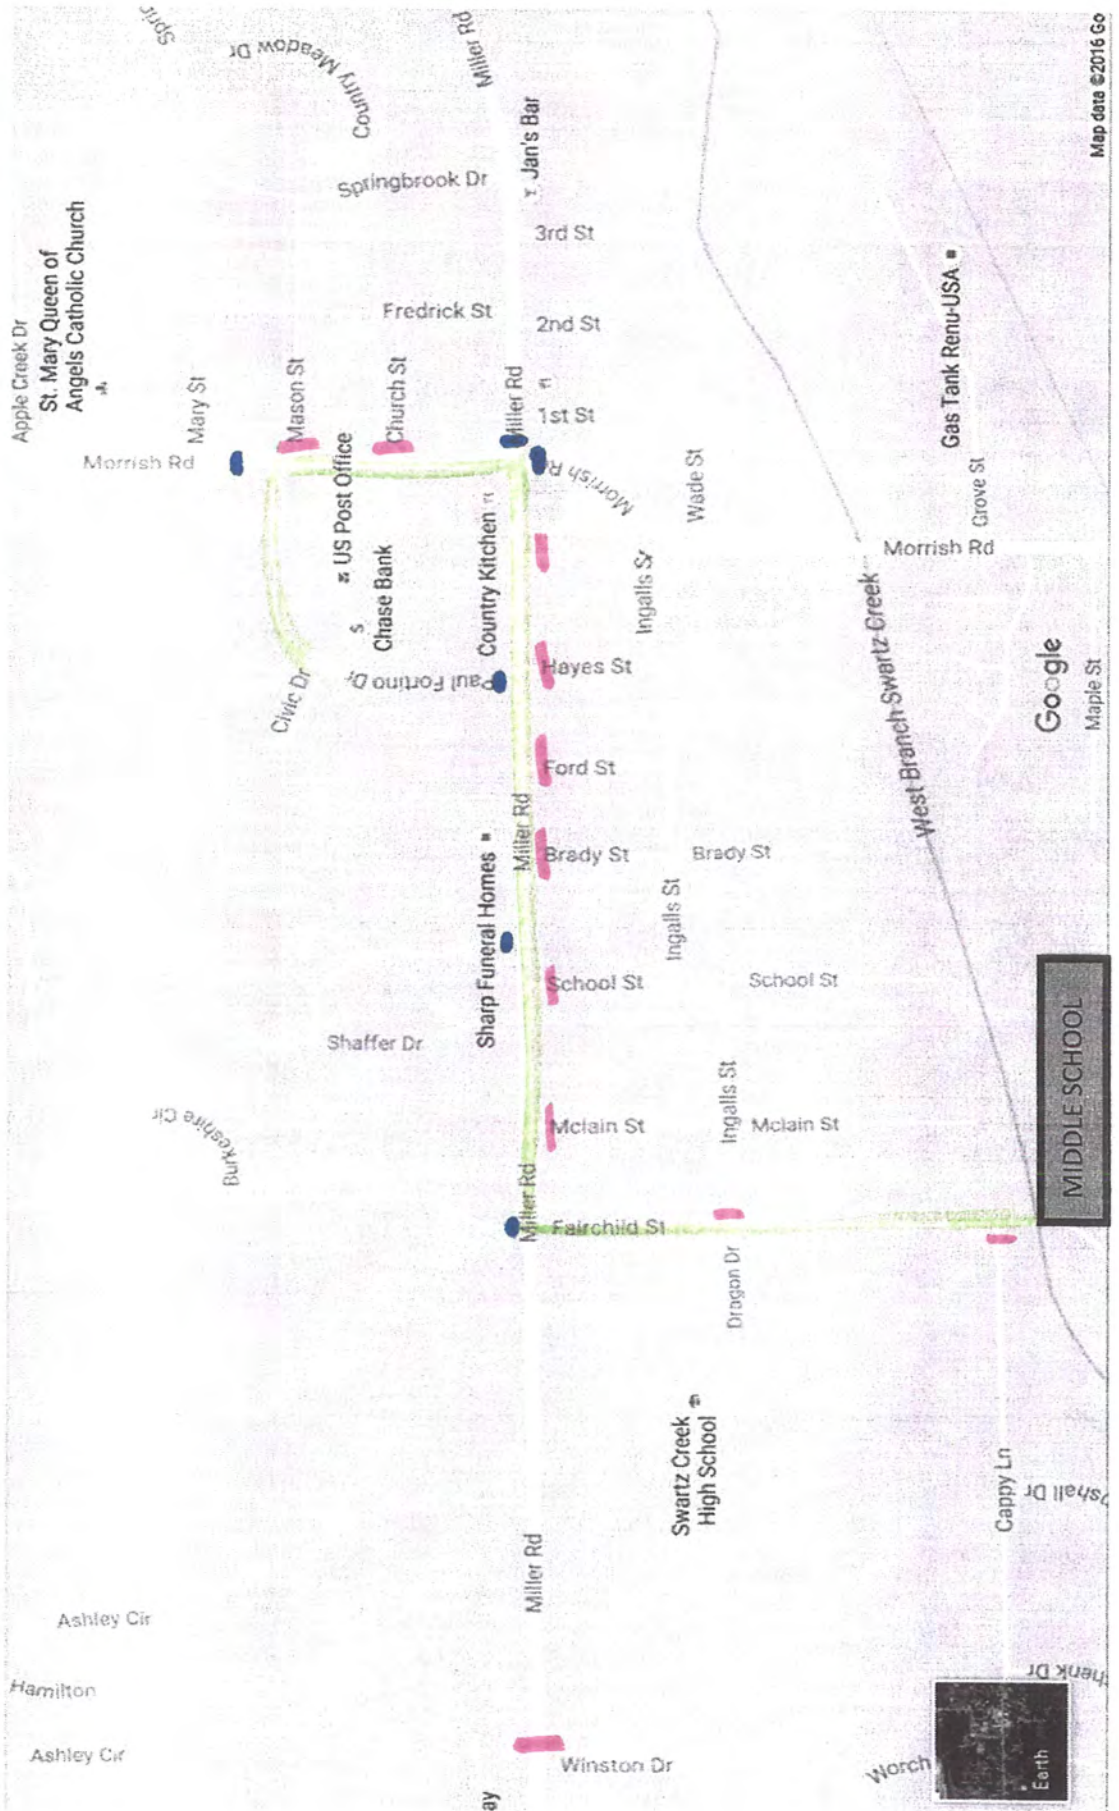 Apple Creek Dr
St. Mary Queen of
Angels Catholic Church
Morrish Rd
Mary St
Mason St
Church St
US Post Office
Chase Bank
Civic Dr
Paul Fortino Dr
Country Kitchen
Country Meadow Dr
Springbrook Dr
Fredrick St
Miller Rd
Jan's Bar
3rd St
2nd St
1st St
Miller Rd
Morrish Rd
Wade St
Ingalls St
Hayes St
Ford St
Miller Rd
Brady St
Brady St
Ingalls St
Sharp Funeral Homes
School St
School St
Shaffer Dr
Burkeshire Cir
Mclain St
Ingalls St
Mclain St
Miller Rd
Fairchild St
Dragon Dr
Swartz Creek
High School
Miller Rd
Ashley Cir
Hamilton
Ashley Cir
Winston Dr
ay
Cappy Ln
Earth
MIDDLE SCHOOL
West Branch Swartz Creek
Morrish Rd
Grove St
Gas Tank Renu-USA
Google
Maple St
Map data ©2016 Go